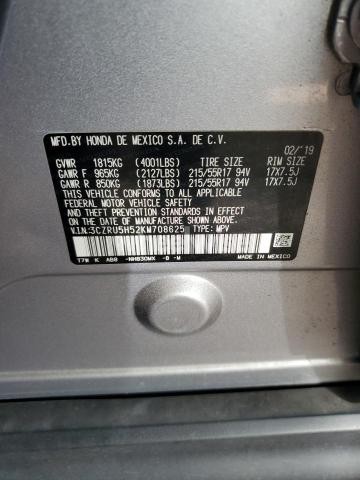 MFD.BY HONDA DE MEXICO S.A. DE C.V.
02/19
GVWR 1815KG (4001LBS) TIRE SIZE RIM SIZE
GAWR F 965KG (2127LBS) 215/55R17 94V 17X7.5J
GAWR R 850KG (1873LBS) 215/55R17 94V 17X7.5J
THIS VEHICLE CONFORMS TO ALL APPLICABLE
FEDERAL MOTOR VEHICLE SAFETY, BUMPER, AND
THEFT PREVENTION STANDARDS IN EFFECT ON THE
DATE OF MANUFACTURE SHOWN ABOVE.
V.I.N:3CZRU5H52KM708625 TYPE: MPV
T7W K AB0 -NH830MX -B -M
MADE IN MEXICO